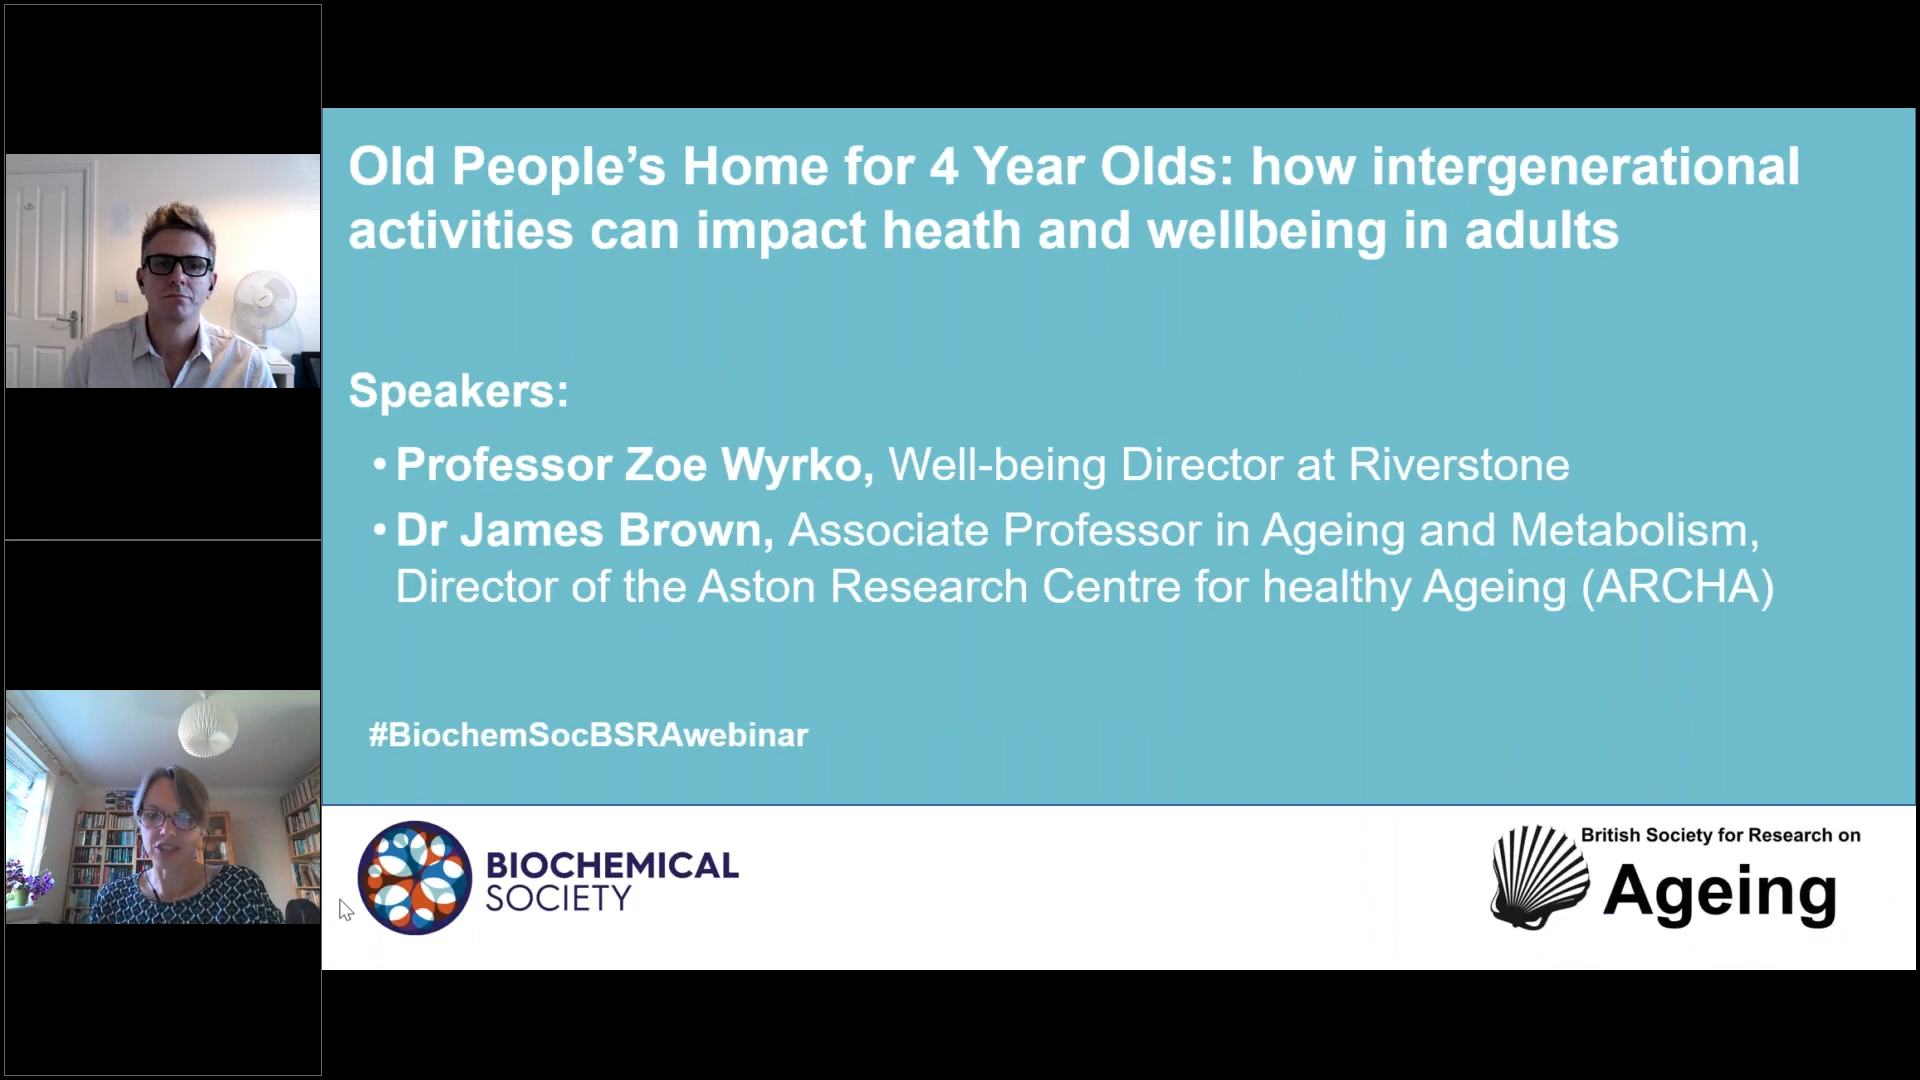 Old People’s Home for 4 Year Olds: how intergenerational
activities can impact heath and wellbeing in adults
Speakers:
• Professor Zoe Wyrko, Well-being Director at Riverstone
• Dr James Brown, Associate Professor in Ageing and Metabolism,
Director of the Aston Research Centre for healthy Ageing (ARCHA)
#BiochemSocBSRAwebinar
BIOCHEMICAL
SOCIETY
British Society for Research on
Ageing